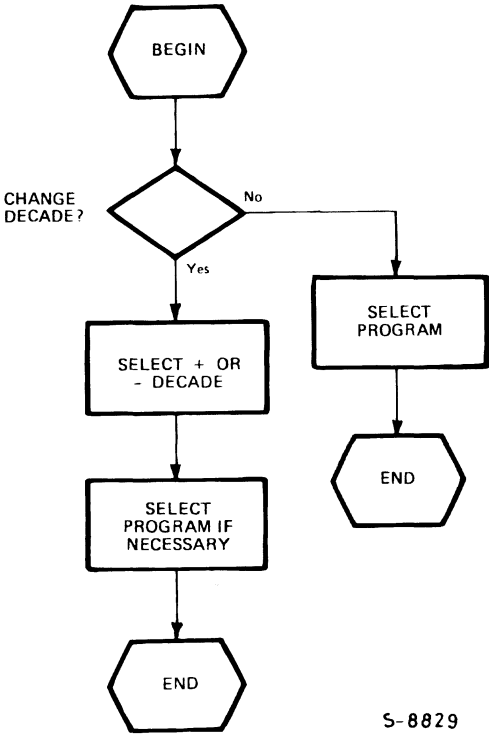 BEGIN
CHANGE
DECADE?
No
Yes
SELECT
PROGRAM
SELECT + OR
- DECADE
END
SELECT
PROGRAM IF
NECESSARY
END
S-8829